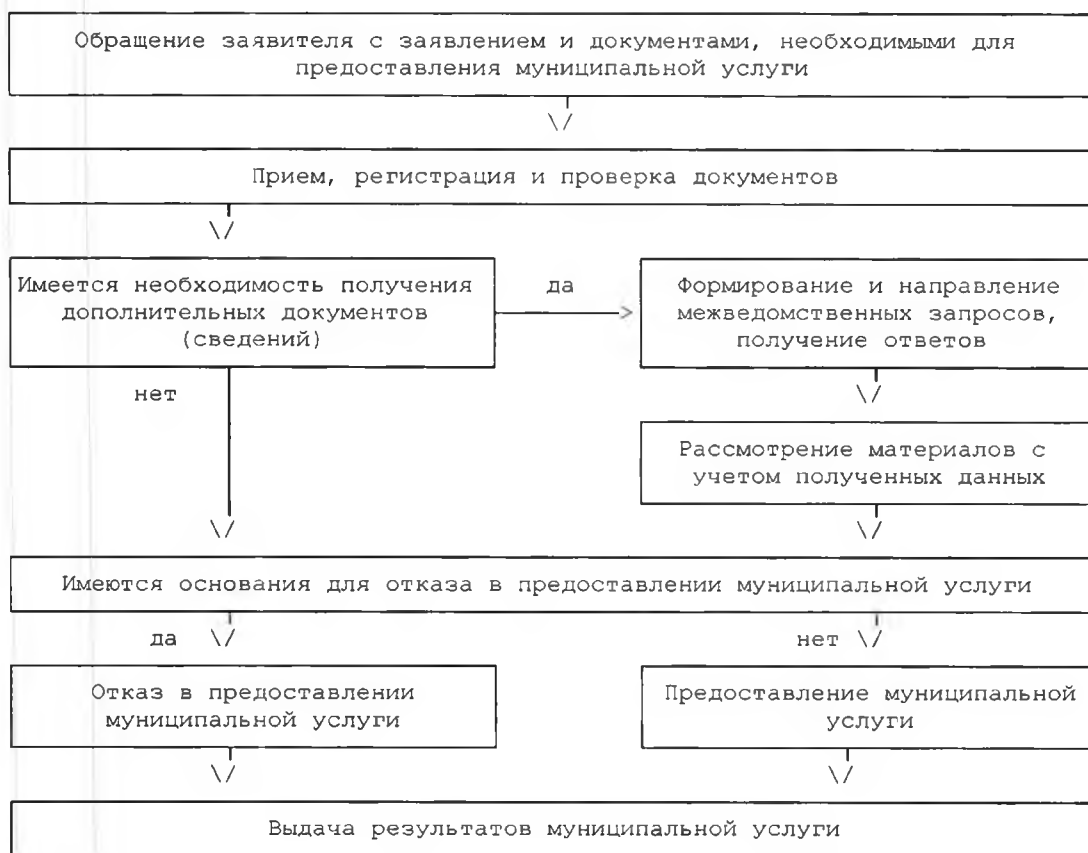 Обращение заявителя с заявлением и документами, необходимыми для
предоставления муниципальной услуги
\/
Прием, регистрация и проверка документов
\/
Имеется необходимость получения
дополнительных документов
(сведений)
да
Формирование и направление
межведомственных запросов,
получение ответов
нет
\/
Рассмотрение материалов с
учетом полученных данных
\/
\/
Имеются основания для отказа в предоставлении муниципальной услуги
да \/
нет \/
Отказ в предоставлении
муниципальной услуги
Предоставление муниципальной
услуги
\/
\/
Выдача результатов муниципальной услуги